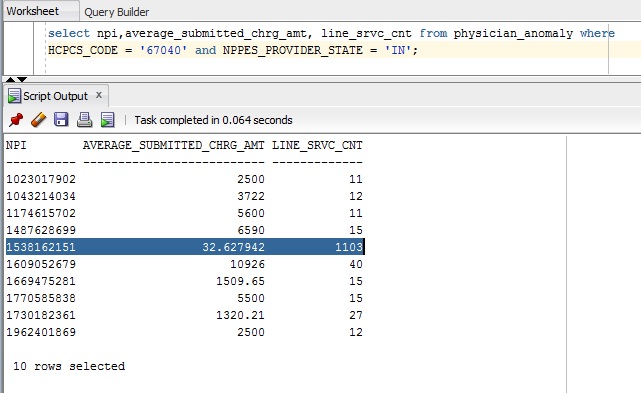 Worksheet Query Builder
select npi,average_submitted_chrg_amt, line_srvc_cnt from physician_anomaly where
HCPCS_CODE = '67040' and NPPES_PROVIDER_STATE = 'IN';
Script Output x
Task completed in 0.064 seconds
NPI AVERAGE_SUBMITTED_CHRG_AMT LINE_SRVC_CNT
---------- -------------------------- -------------
1023017902 2500 11
1043214034 3722 12
1174615702 5600 11
1487628699 6590 15
1538162151 32.627942 1103
1609052679 10926 40
1669475281 1509.65 15
1770585838 5500 15
1730182361 1320.21 27
1962401869 2500 12
10 rows selected